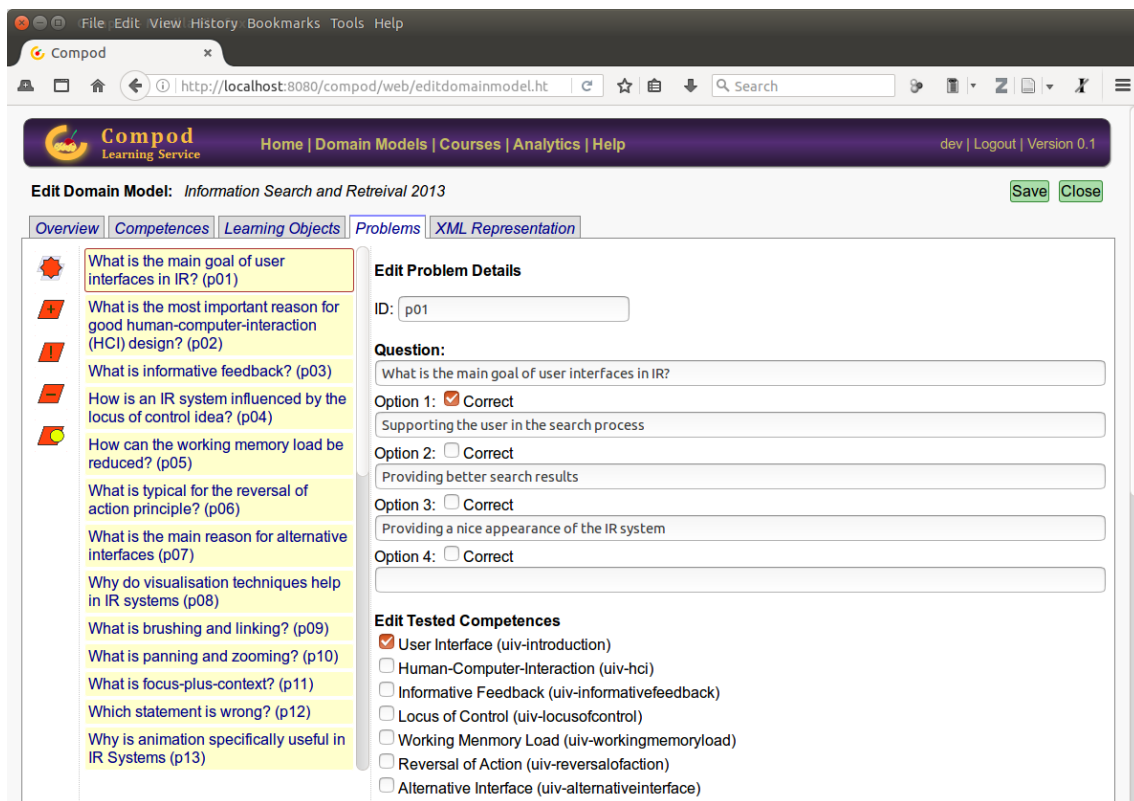 File Edit View History Bookmarks Tools Help
Compod ×
http://localhost:8080/compod/web/editdomainmodel.ht
Search
Compod
Learning Service
Home | Domain Models | Courses | Analytics | Help
dev | Logout | Version 0.1
Edit Domain Model: Information Search and Retreival 2013
Save Close
Overview Competences Learning Objects Problems XML Representation
What is the main goal of user
interfaces in IR? (p01)
What is the most important reason for
good human-computer-interaction
(HCI) design? (p02)
What is informative feedback? (p03)
How is an IR system influenced by the
locus of control idea? (p04)
How can the working memory load be
reduced? (p05)
What is typical for the reversal of
action principle? (p06)
What is the main reason for alternative
interfaces (p07)
Why do visualisation techniques help
in IR systems (p08)
What is brushing and linking? (p09)
What is panning and zooming? (p10)
What is focus-plus-context? (p11)
Which statement is wrong? (p12)
Why is animation specifically useful in
IR Systems (p13)
Edit Problem Details
ID: p01
Question:
What is the main goal of user interfaces in IR?
Option 1: Correct
Supporting the user in the search process
Option 2: Correct
Providing better search results
Option 3: Correct
Providing a nice appearance of the IR system
Option 4: Correct
Edit Tested Competences
User Interface (uiv-introduction)
Human-Computer-Interaction (uiv-hci)
Informative Feedback (uiv-informativefeedback)
Locus of Control (uiv-locusofcontrol)
Working Menmory Load (uiv-workingmemoryload)
Reversal of Action (uiv-reversalofaction)
Alternative Interface (uiv-alternativeinterface)